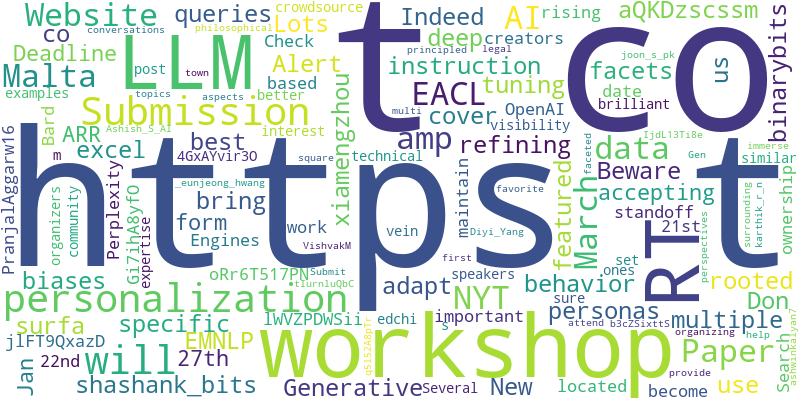 https
t
co
t
workshop
LLM
RT
Submission
personalization
will
EACL
March
data
NYT
AI
Website
Malta
amp
Paper
Deadline
co
queries
Lots
Alert
Indeed
deep
instruction
tuning
cover
refining
rising
creators
OpenAI
visibility
aQKDzscssm
facets
date
brilliant
us
binarybits
crowdsource
conversations
philosophical
principled
legal
joon_s_pk
town
topics
aspects
better
Check
post
examples
based
multi
Bard
ARR
Ashish_S_AI
interest
m
excel
best
4GxAYvir3O
square
technical
xiamengzhou
maintain
Beware
accepting
standoff
21st
similar
IjdL13Ti8e
Gen
immerse
faceted
ownership
PranjalAggarw16
organizers
community
Gi7ihA8yfO
Perplexity
expertise
_eunjeong_hwang
bring
form
Engines
work
vein
favorite
VishvakM
first
Diyi_Yang
featured
behavior
set
ones
rooted
surrounding
karthik_r_n
perspectives
biases
oRr6T517PN
Submit
tiurn1uQbC
adapt
speakers
sure
personas
b3cZSixttS
Don
surfa
specific
lWVZPDWSii
edchi
s
important
attend
located
organizing
multiple
help
Search
ashwinkalyan7
jlFT9QxazD
EMNLP
27th
q5152A8pTr
Jan
22nd
shashank_bits
Generative
Several
New
become
provide
use